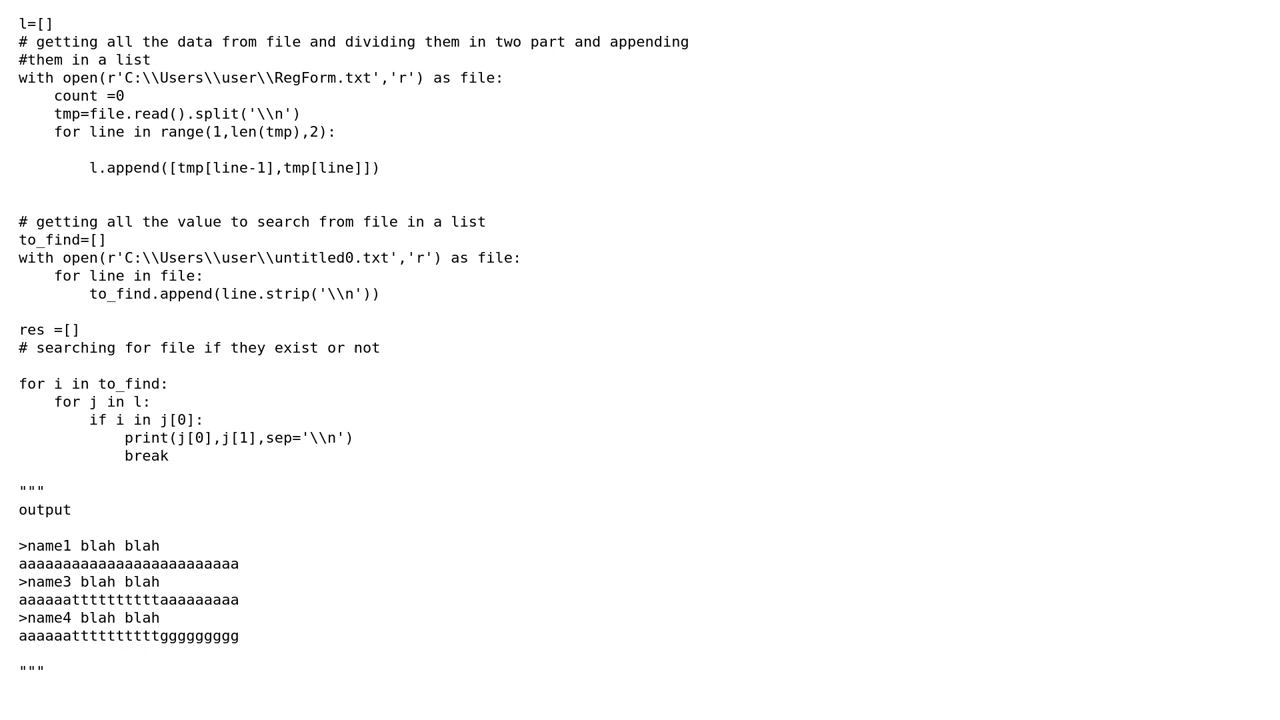 l=[]
# getting all the data from file and dividing them in two part and appending
#them in a list
with open(r'C:\\Users\\user\\RegForm.txt','r') as file:
    count =0
    tmp=file.read().split('\\n')
    for line in range(1,len(tmp),2):

        l.append([tmp[line-1],tmp[line]])


# getting all the value to search from file in a list
to_find=[]
with open(r'C:\\Users\\user\\untitled0.txt','r') as file:
    for line in file:
        to_find.append(line.strip('\\n'))

res =[]
# searching for file if they exist or not

for i in to_find:
    for j in l:
        if i in j[0]:
            print(j[0],j[1],sep='\\n')
            break

"""
output

>name1 blah blah
aaaaaaaaaaaaaaaaaaaaaaaaa
>name3 blah blah
aaaaaattttttttttaaaaaaaaa
>name4 blah blah
aaaaaattttttttttggggggggg

"""